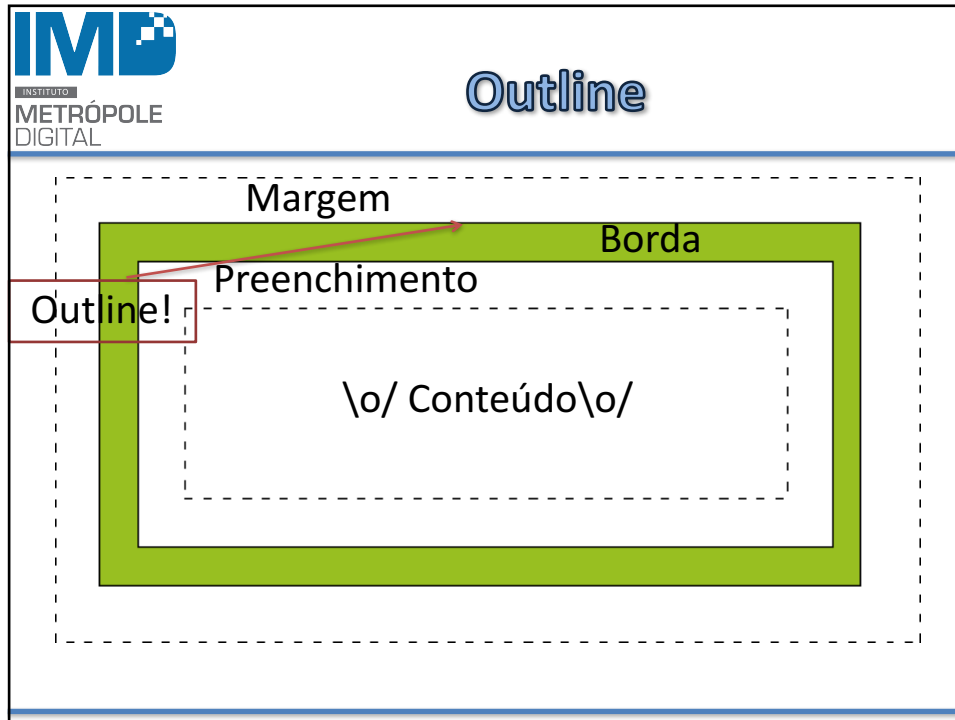 IMD
INSTITUTO
METRÓPOLE
DIGITAL
Outline
Margem
Borda
Preenchimento
Outline!
\o/ Conteúdo\o/